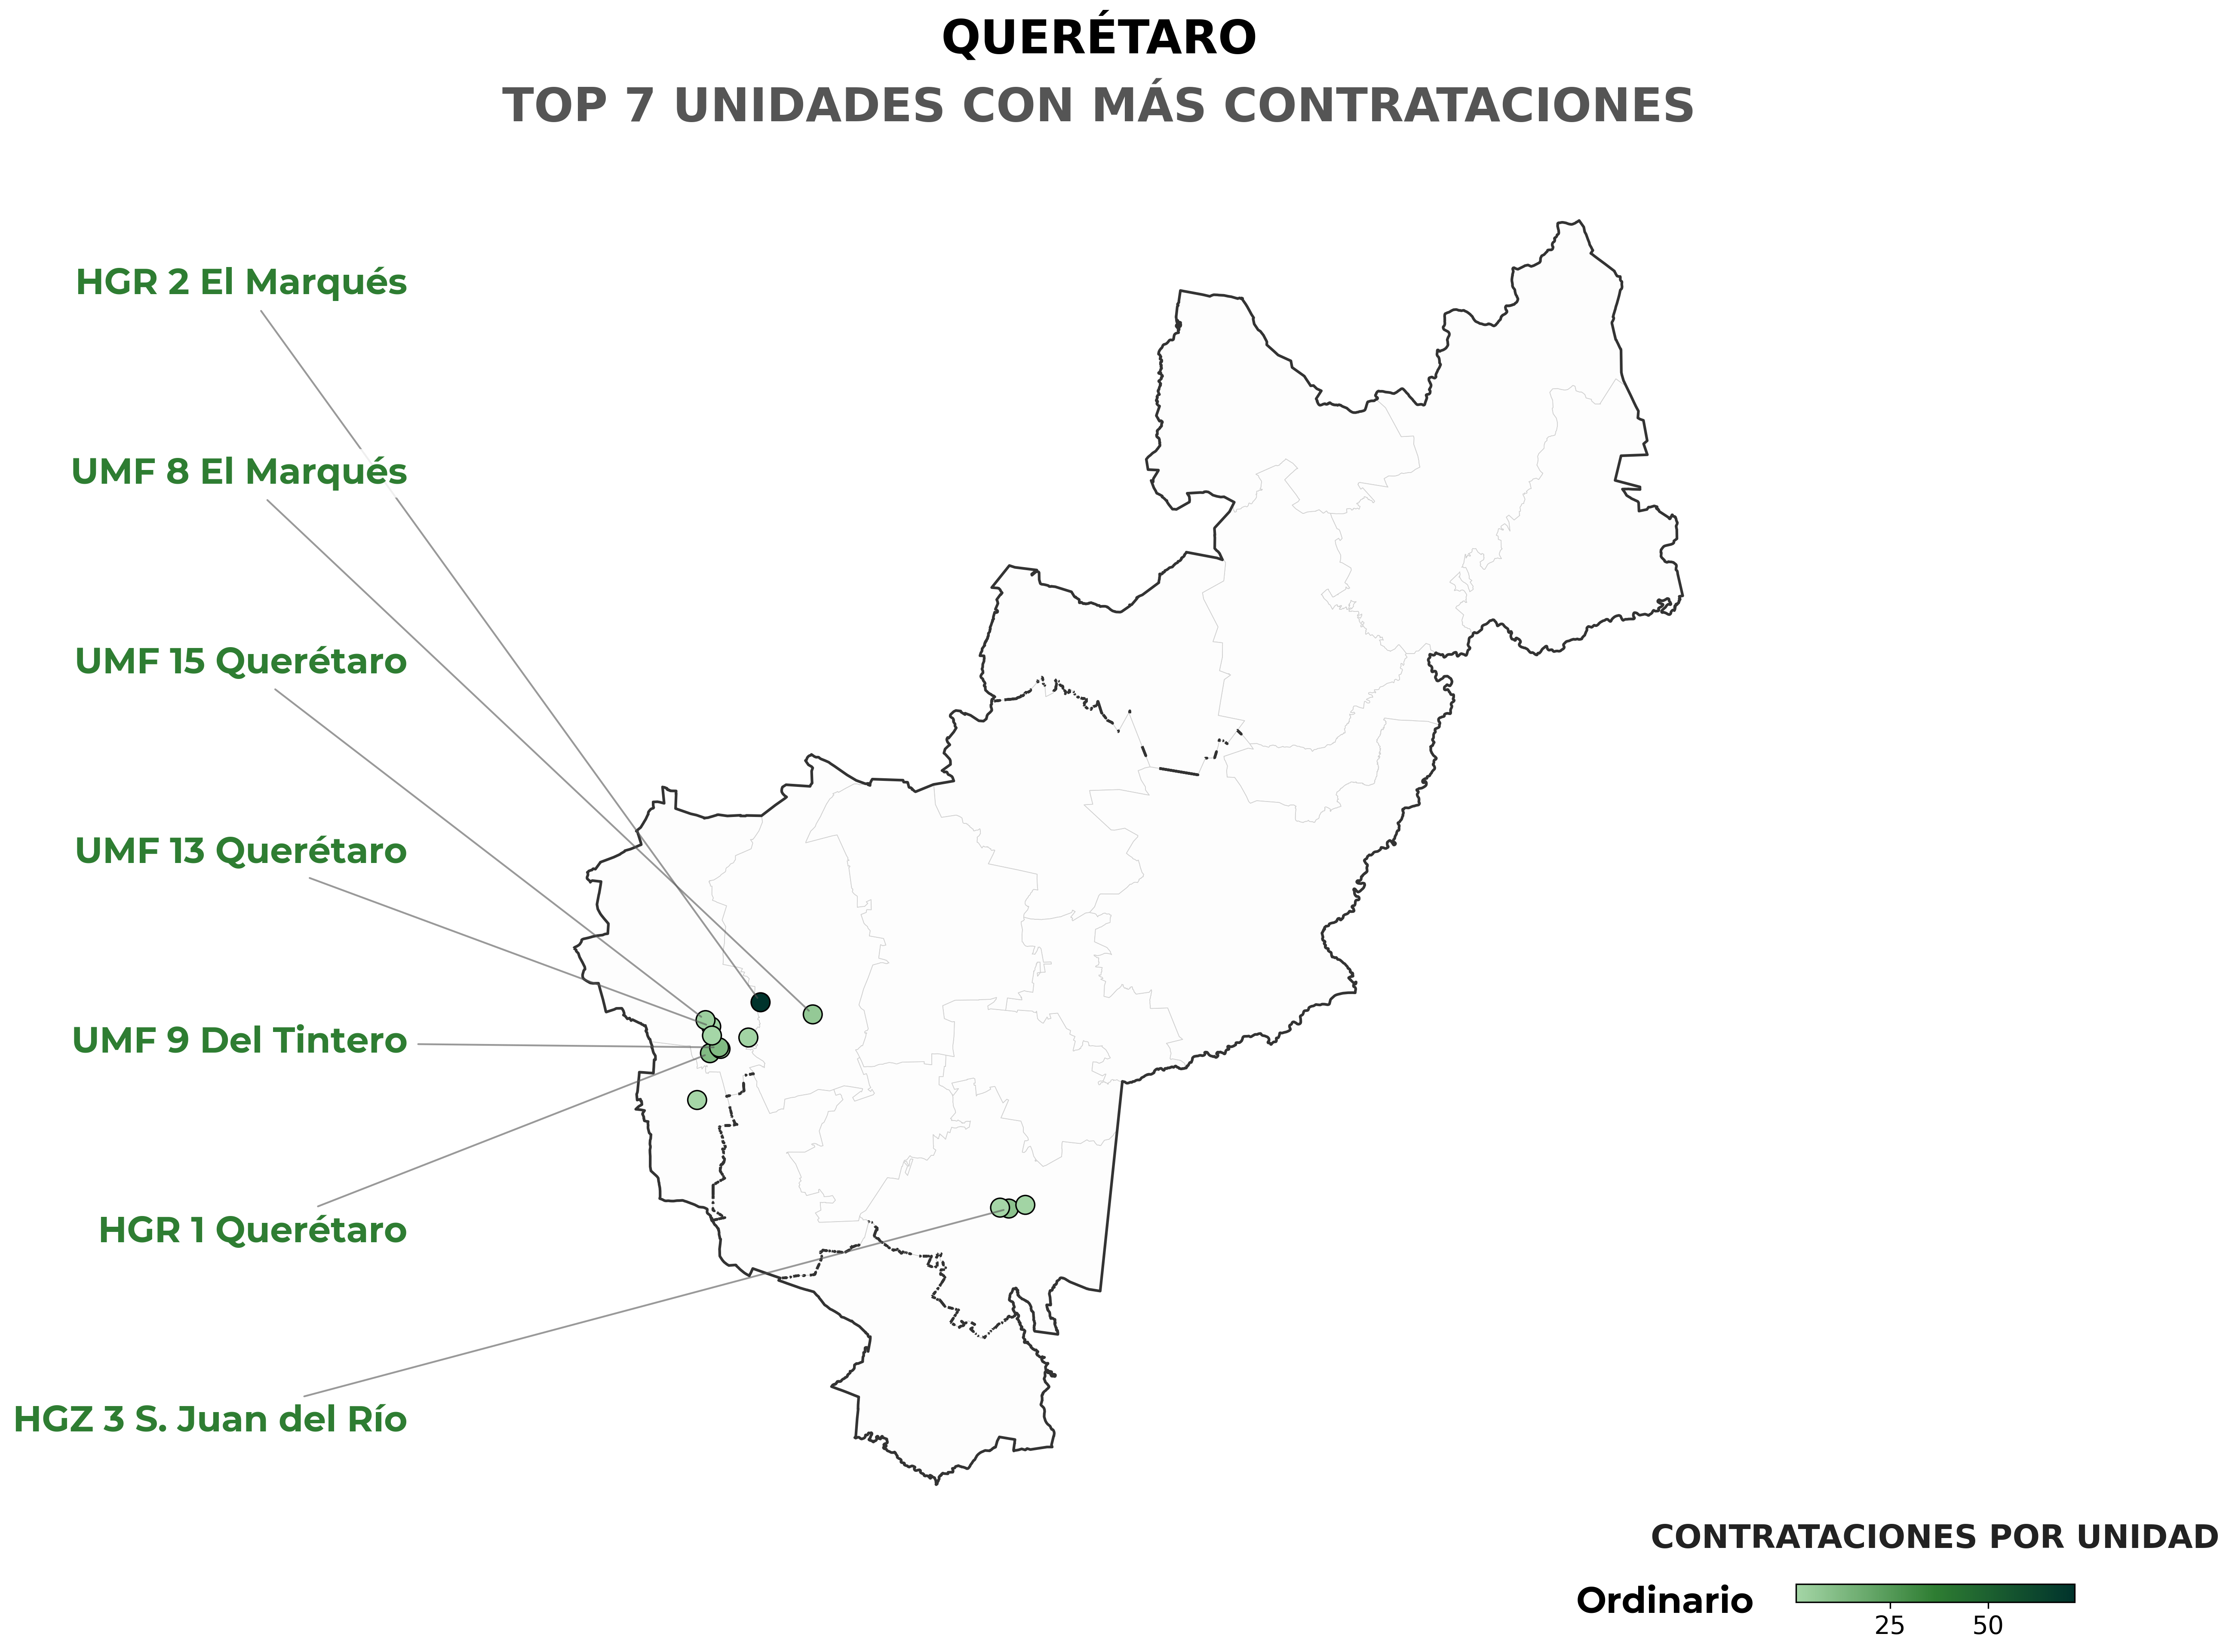 QUERÉTARO
TOP 7 UNIDADES CON MÁS CONTRATACIONES
HGR 2 El Marqués
UMF 8 El Marqués
UMF 15 Querétaro
UMF 13 Querétaro
UMF 9 Del Tintero
HGR 1 Querétaro
HGZ 3 S. Juan del Río
CONTRATACIONES POR UNIDAD
Ordinario
25 50